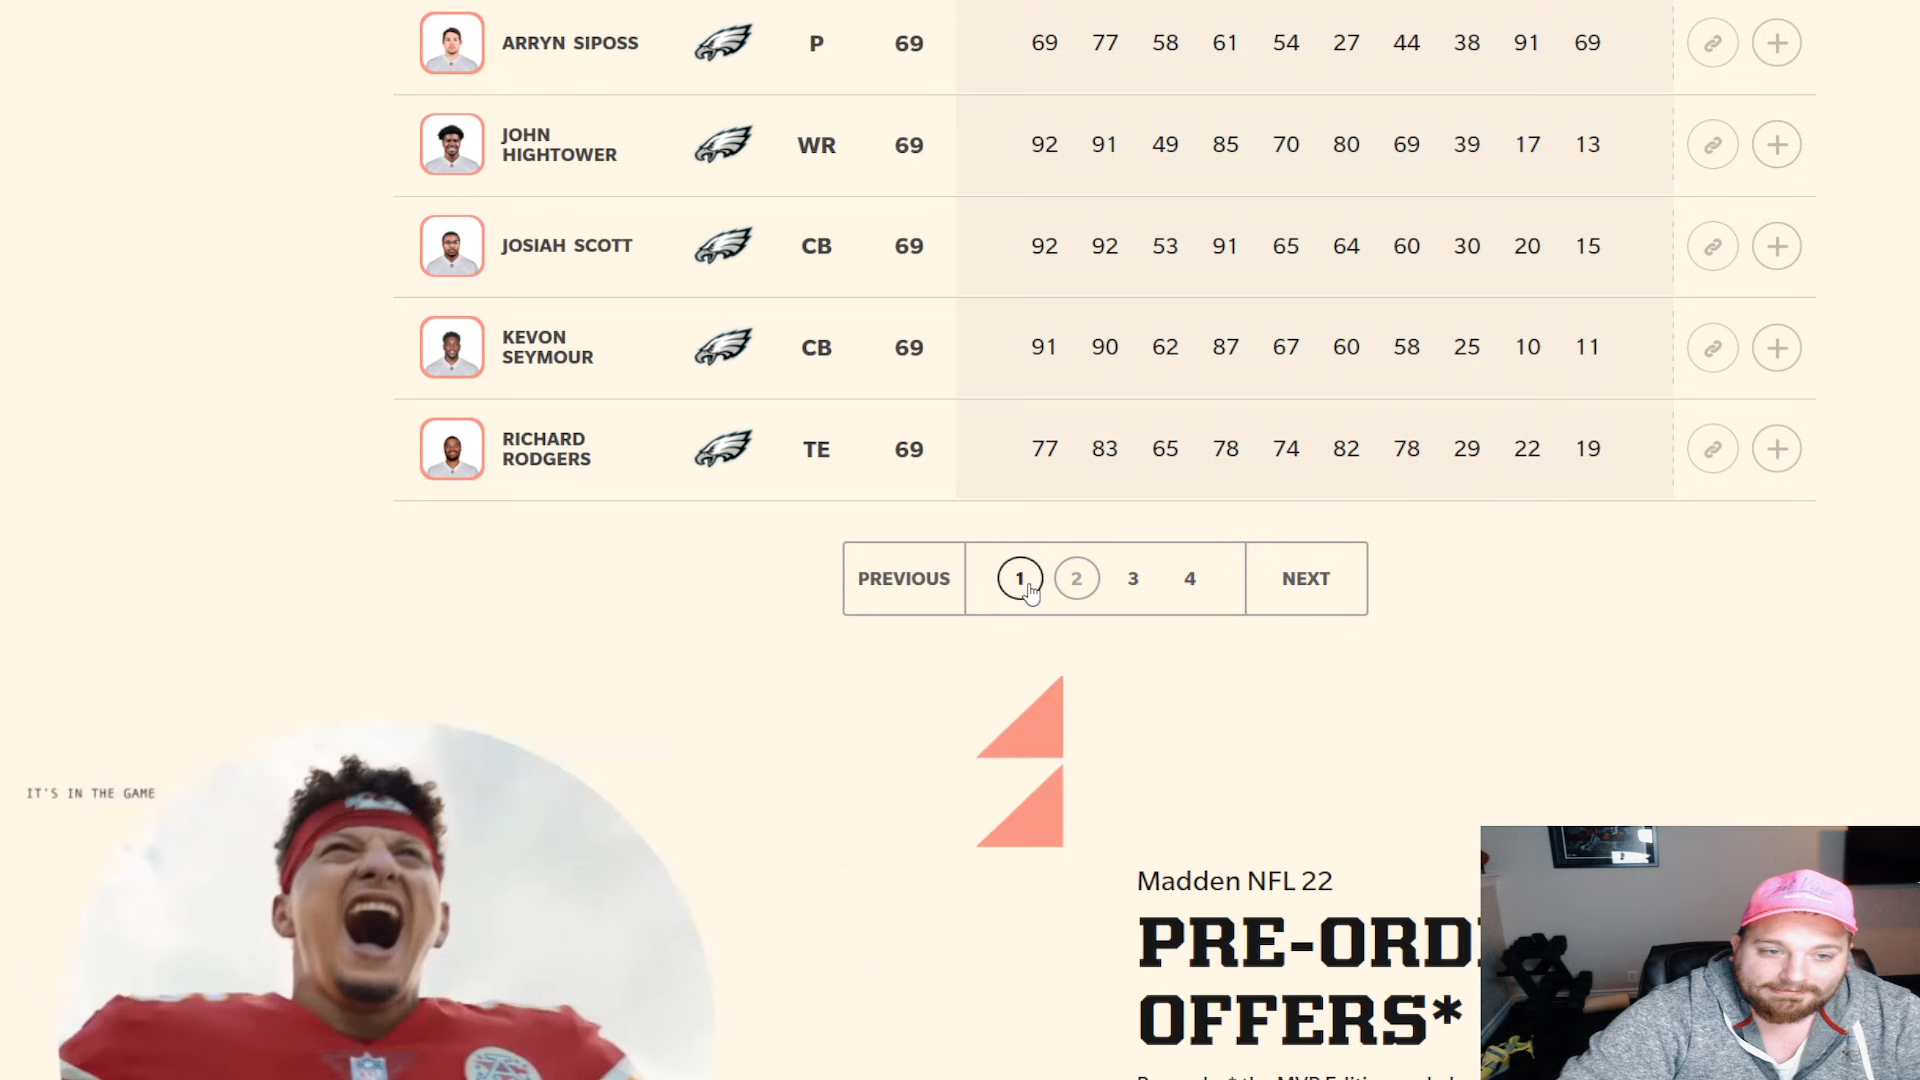 ARRYN SIPOSS P 69 69 77 58 61 54 27 44 38 91 69
JOHN
HIGHTOWER WR 69 92 91 49 85 70 80 69 39 17 13
JOSIAH SCOTT CB 69 92 92 53 91 65 64 60 30 20 15
KEVON
SEYMOUR CB 69 91 90 62 87 67 60 58 25 10 11
RICHARD
RODGERS TE 69 77 83 65 78 74 82 78 29 22 19
PREVIOUS 1 2 3 4 NEXT
IT'S IN THE GAME
Madden NFL 22
PRE-ORD
OFFERS*